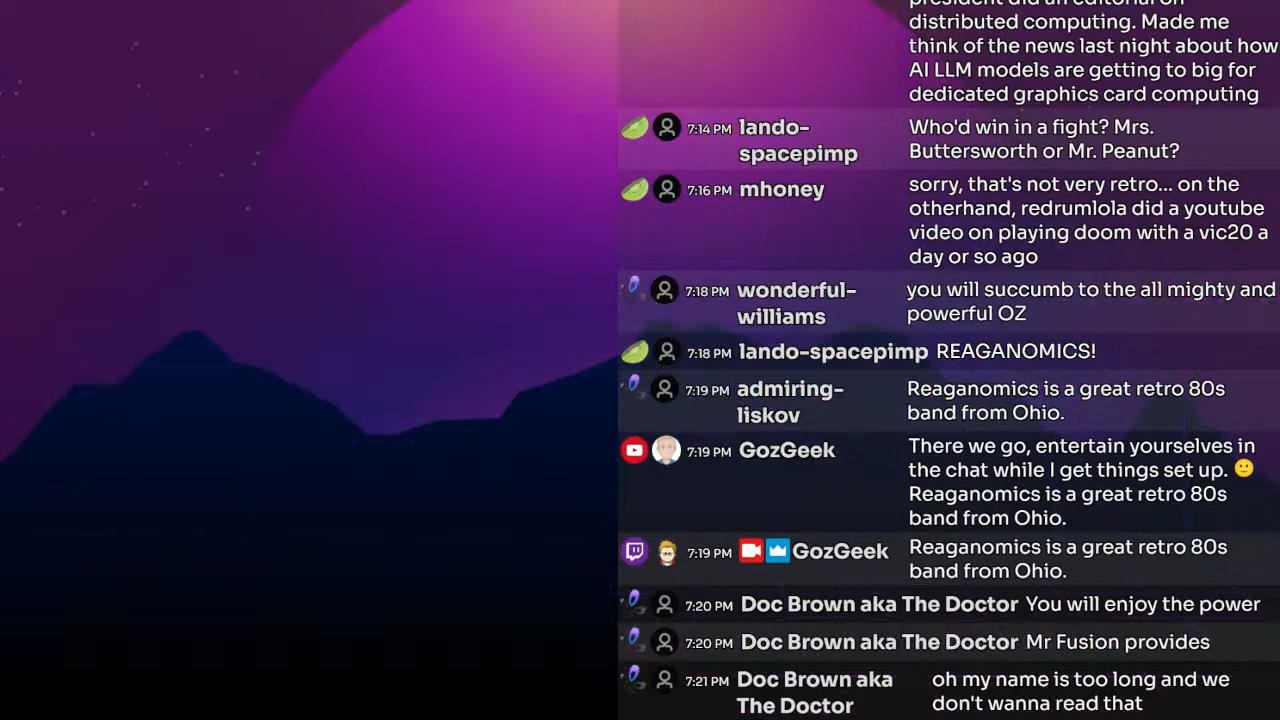 president did an editorial on
distributed computing. Made me
think of the news last night about how
AI LLM models are getting to big for
dedicated graphics card computing
7:14 PM lando-spacepimp Who'd win in a fight? Mrs.
Buttersworth or Mr. Peanut?
7:16 PM mhoney sorry, that's not very retro... on the
otherhand, redrumlola did a youtube
video on playing doom with a vic20 a
day or so ago
7:18 PM wonderful-williams you will succumb to the all mighty and
powerful OZ
7:18 PM lando-spacepimp REAGANOMICS!
7:19 PM admiring-liskov Reaganomics is a great retro 80s
band from Ohio.
7:19 PM GozGeek There we go, entertain yourselves in
the chat while I get things set up. 🙂
Reaganomics is a great retro 80s
band from Ohio.
7:19 PM GozGeek Reaganomics is a great retro 80s
band from Ohio.
7:20 PM Doc Brown aka The Doctor You will enjoy the power
7:20 PM Doc Brown aka The Doctor Mr Fusion provides
7:21 PM Doc Brown aka The Doctor oh my name is too long and we
don't wanna read that